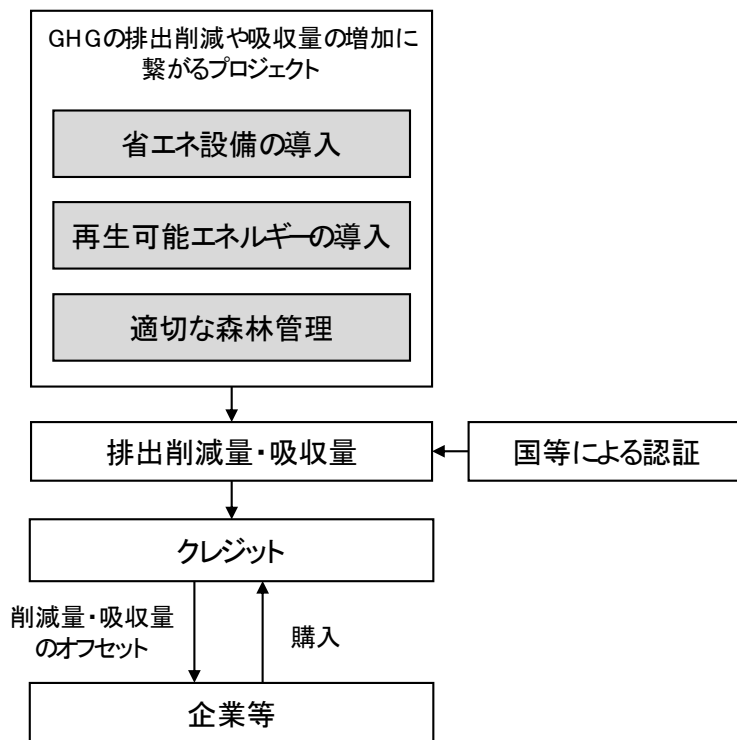 GHGの排出削減や吸収量の増加に
繋がるプロジェクト
省エネ設備の導入
再生可能エネルギーの導入
適切な森林管理
排出削減量・吸収量
国等による認証
クレジット
削減量・吸収量
のオフセット
購入
企業等